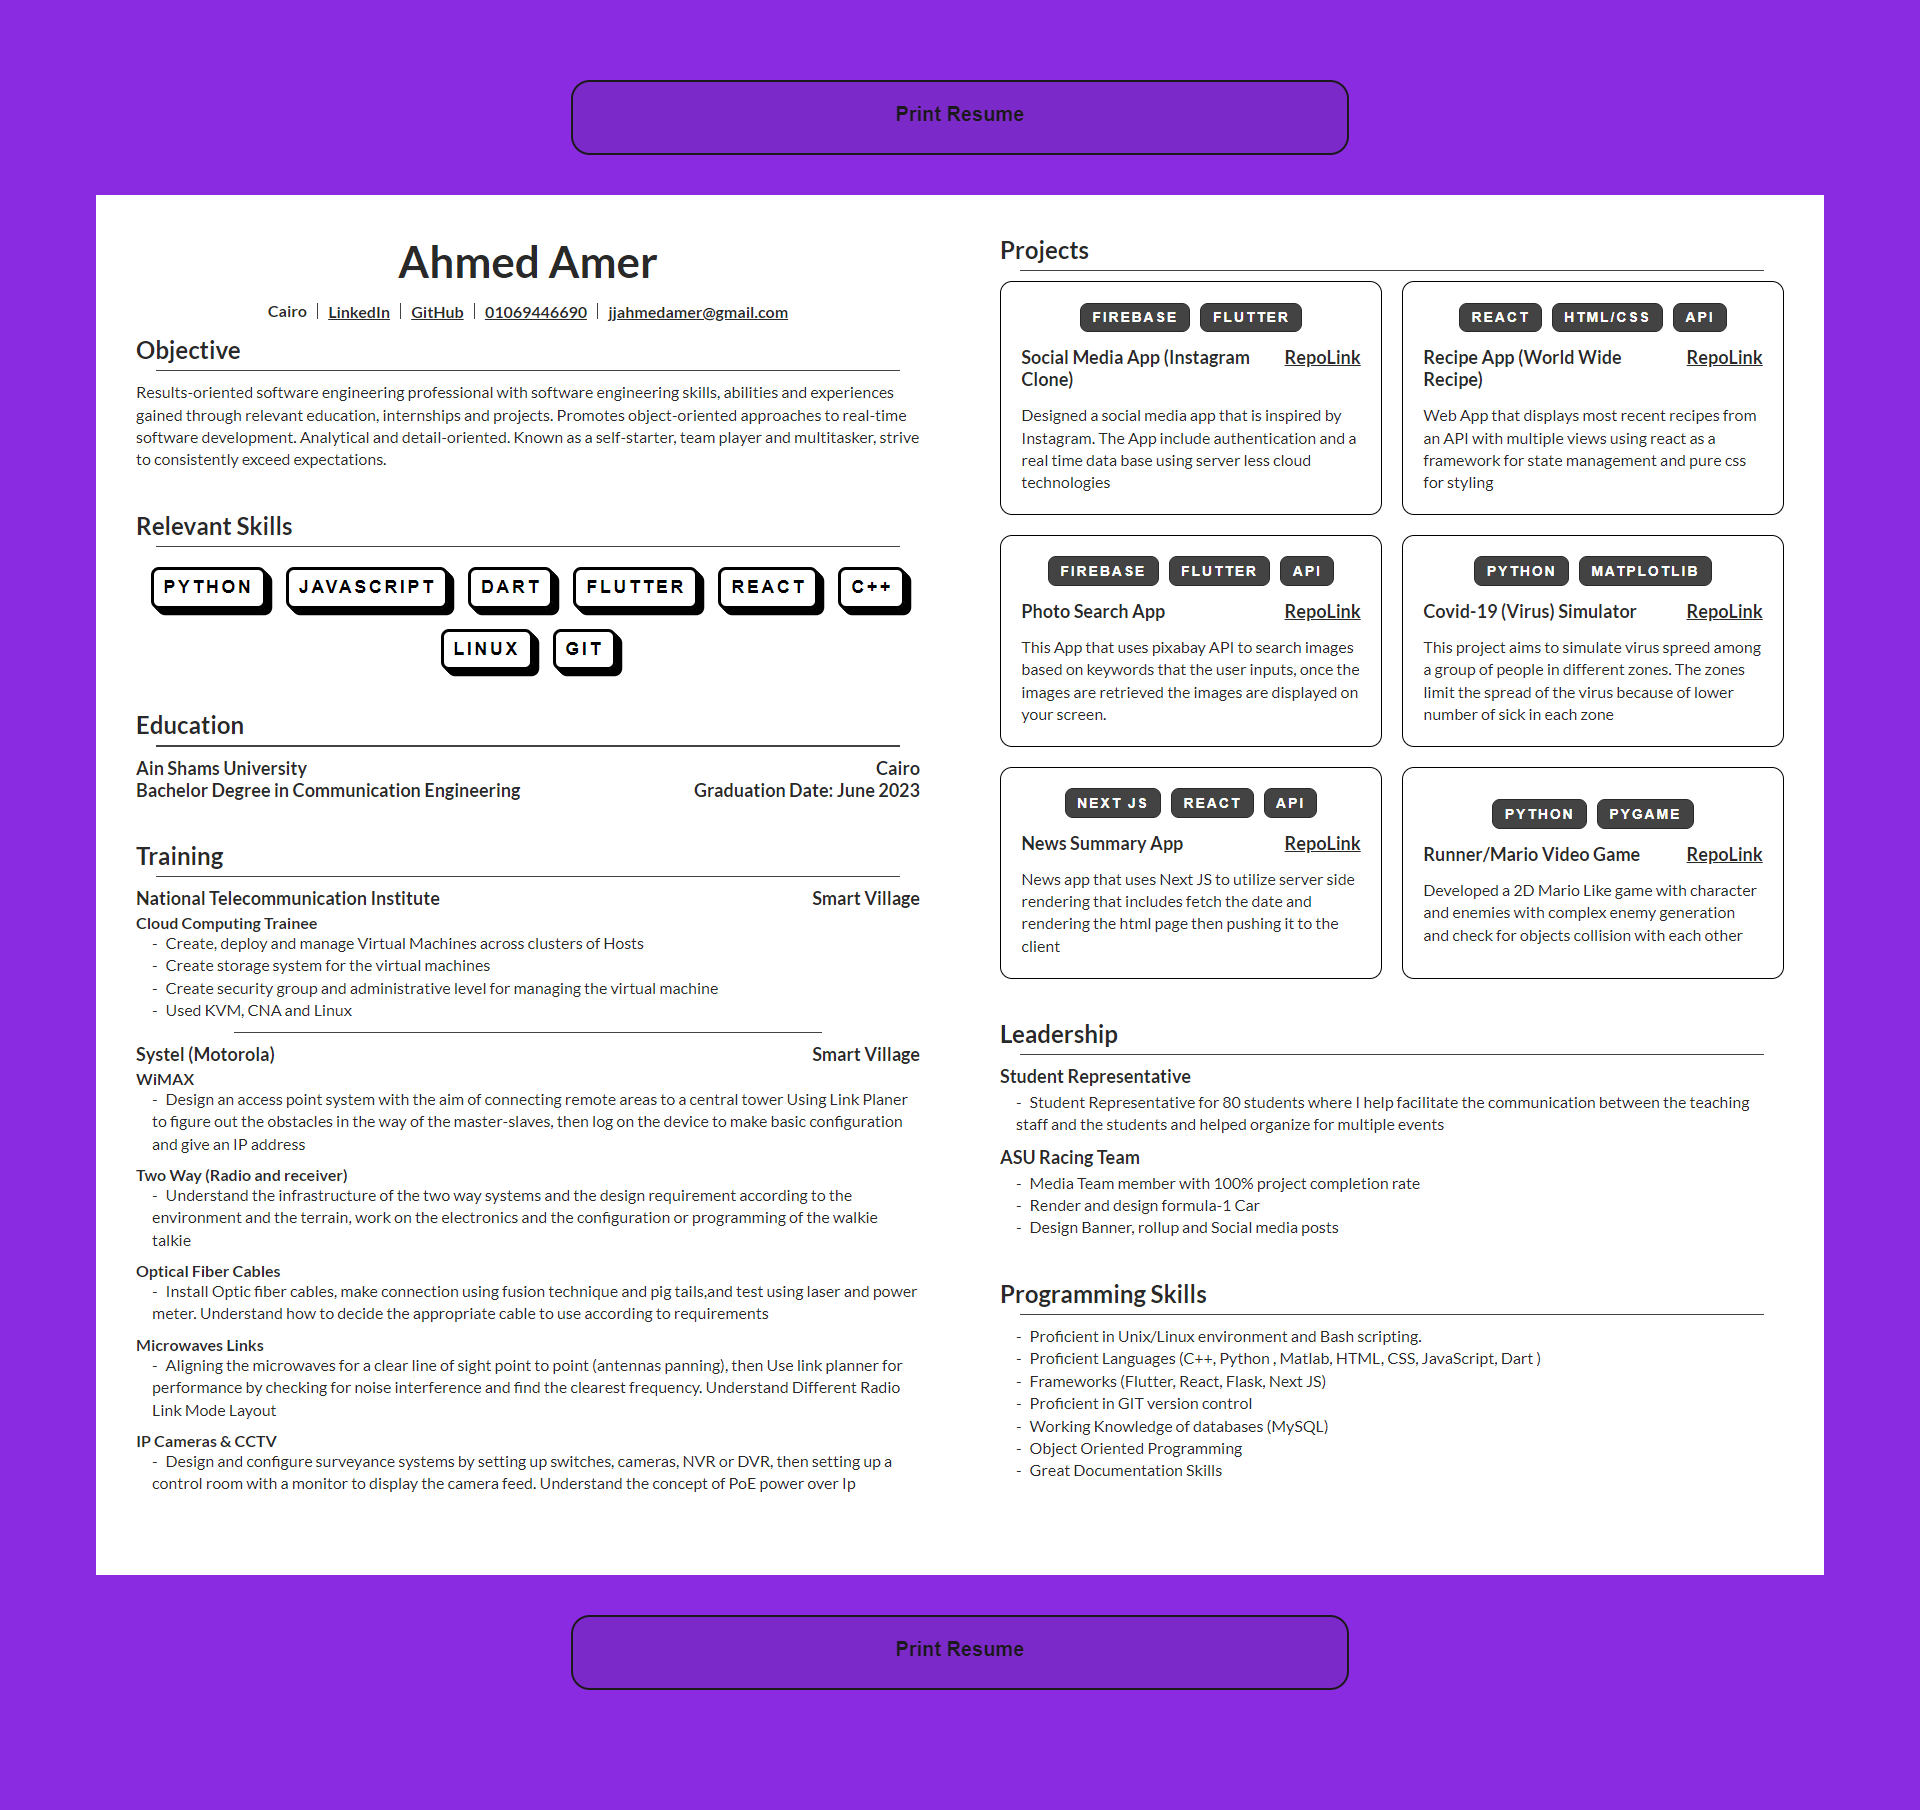 Print Resume
Ahmed Amer
Cairo LinkedIn GitHub 01069446690 jjahmedamer@gmail.com
Objective
Results-oriented software engineering professional with software engineering skills, abilities and experiences
gained through relevant education, internships and projects. Promotes object-oriented approaches to real-time
software development. Analytical and detail-oriented. Known as a self-starter, team player and multitasker, strive
to consistently exceed expectations.
Relevant Skills
PYTHON JAVASCRIPT DART FLUTTER REACT C++
LINUX GIT
Education
Ain Shams University Cairo
Bachelor Degree in Communication Engineering Graduation Date: June 2023
Training
National Telecommunication Institute Smart Village
Cloud Computing Trainee
- Create, deploy and manage Virtual Machines across clusters of Hosts
- Create storage system for the virtual machines
- Create security group and administrative level for managing the virtual machine
- Used KVM, CNA and Linux
Systel (Motorola) Smart Village
WiMAX
- Design an access point system with the aim of connecting remote areas to a central tower Using Link Planer
to figure out the obstacles in the way of the master-slaves, then log on the device to make basic configuration
and give an IP address
Two Way (Radio and receiver)
- Understand the infrastructure of the two way systems and the design requirement according to the
environment and the terrain, work on the electronics and the configuration or programming of the walkie
talkie
Optical Fiber Cables
- Install Optic fiber cables, make connection using fusion technique and pig tails,and test using laser and power
meter. Understand how to decide the appropriate cable to use according to requirements
Microwaves Links
- Aligning the microwaves for a clear line of sight point to point (antennas panning), then Use link planner for
performance by checking for noise interference and find the clearest frequency. Understand Different Radio
Link Mode Layout
IP Cameras & CCTV
- Design and configure surveyance systems by setting up switches, cameras, NVR or DVR, then setting up a
control room with a monitor to display the camera feed. Understand the concept of PoE power over Ip
Projects
FIREBASE FLUTTER
Social Media App (Instagram RepoLink
Clone)
Designed a social media app that is inspired by
Instagram. The App include authentication and a
real time data base using server less cloud
technologies
REACT HTML/CSS API
Recipe App (World Wide RepoLink
Recipe)
Web App that displays most recent recipes from
an API with multiple views using react as a
framework for state management and pure css
for styling
FIREBASE FLUTTER API
Photo Search App RepoLink
This App that uses pixabay API to search images
based on keywords that the user inputs, once the
images are retrieved the images are displayed on
your screen.
PYTHON MATPLOTLIB
Covid-19 (Virus) Simulator RepoLink
This project aims to simulate virus spreed among
a group of people in different zones. The zones
limit the spread of the virus because of lower
number of sick in each zone
NEXT JS REACT API
News Summary App RepoLink
News app that uses Next JS to utilize server side
rendering that includes fetch the date and
rendering the html page then pushing it to the
client
PYTHON PYGAME
Runner/Mario Video Game RepoLink
Developed a 2D Mario Like game with character
and enemies with complex enemy generation
and check for objects collision with each other
Leadership
Student Representative
- Student Representative for 80 students where I help facilitate the communication between the teaching
staff and the students and helped organize for multiple events
ASU Racing Team
- Media Team member with 100% project completion rate
- Render and design formula-1 Car
- Design Banner, rollup and Social media posts
Programming Skills
- Proficient in Unix/Linux environment and Bash scripting.
- Proficient Languages (C++, Python , Matlab, HTML, CSS, JavaScript, Dart )
- Frameworks (Flutter, React, Flask, Next JS)
- Proficient in GIT version control
- Working Knowledge of databases (MySQL)
- Object Oriented Programming
- Great Documentation Skills
Print Resume